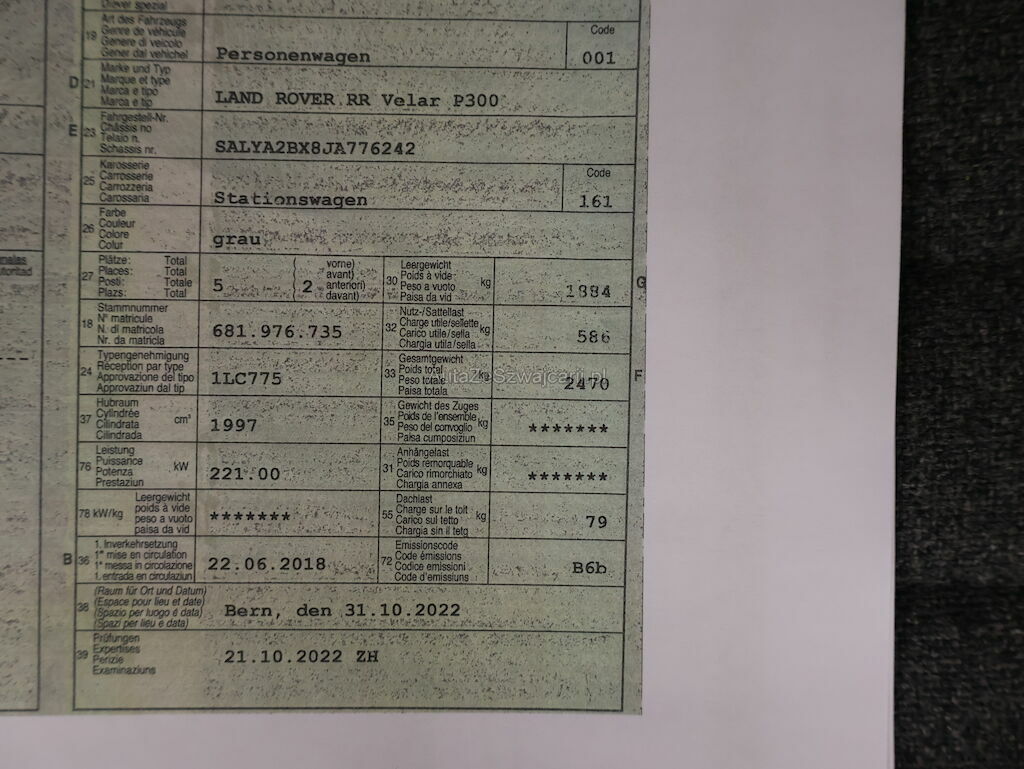 Divers spezial
19 Art des Fahrzeugs
Genre de véhicule
Genere di veicolo
Gener dal vehichel
Personenwagen
Code
001
D 21 Marke und Typ
Marque et type
Marca e tipo
Marca e tip
LAND ROVER RR Velar P300
E 23 Fahrgestell-Nr.
Châssis no
Telaio n.
Schassis nr.
SALYA2BX8JA776242
25 Karosserie
Carrosserie
Carrozzeria
Carossaria
Stationswagen
Code
161
26 Farbe
Couleur
Colore
Colur
grau
27 Plätze: Total
Places: Total
Posti: Totale
Plazs: Total
5
( 2 vorne)
avant)
anteriori)
davant)
30 Leergewicht
Poids à vide
Peso a vuoto
Paisa da vid
kg
1884
G
18 Stammnummer
N° matricule
N. di matricola
Nr. da matricla
681.976.735
32 Nutz-/Sattellast
Charge utile/sellette
Carico utile/sella
Chargia utila/sella
kg
586
24 Typengenehmigung
Réception par type
Approvazione del tipo
Approvaziun dal tip
1LC775
33 Gesamtgewicht
Poids total
Peso totale
Paisa totala
kg
2470
F
37 Hubraum
Cylindrée
Cilindrata
Cilindrada
cm³
1997
35 Gewicht des Zuges
Poids de l'ensemble
Peso del convoglio
Paisa cumposiziun
kg
*******
76 Leistung
Puissance
Potenza
Prestaziun
kW
221.00
31 Anhängelast
Poids remorquable
Carico rimorchiato
Chargia annexa
kg
*******
78 kW/kg
Leergewicht
poids à vide
peso a vuoto
paisa da vid
*******
55 Dachlast
Charge sur le toit
Carico sul tetto
Chargia sin il tetg
kg
79
B 36 1. Inverkehrsetzung
1re mise en circulation
1a messa in circolazione
1. entrada en circulaziun
22.06.2018
72 Emissionscode
Code émissions
Codice emissioni
Code d'emissiuns
B6b
38 (Raum für Ort und Datum)
(Espace pour lieu et date)
(Spazio per luogo e data)
(Spazi per lieu e data)
Bern, den 31.10.2022
39 Prüfungen
Expertises
Perizie
Examinaziuns
21.10.2022 ZH
AutaZeSzwajcarii.pl